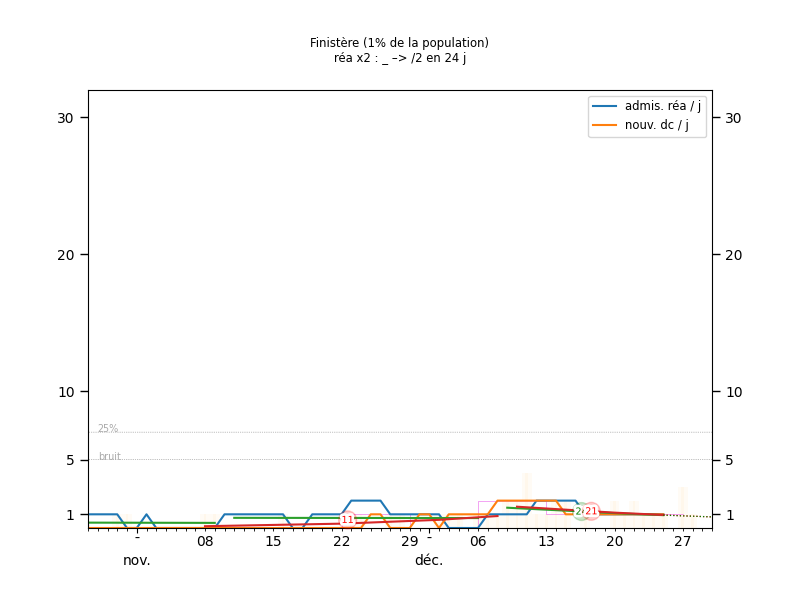 Finistère (1% de la population)
réa x2 : _ –> /2 en 24 j
admis. réa / j
nouv. dc / j
30 30
20 20
10 10
25%
5 5
bruit
1 1
11
21
- 08 15 22 29 - 06 13 20 27
nov. déc.